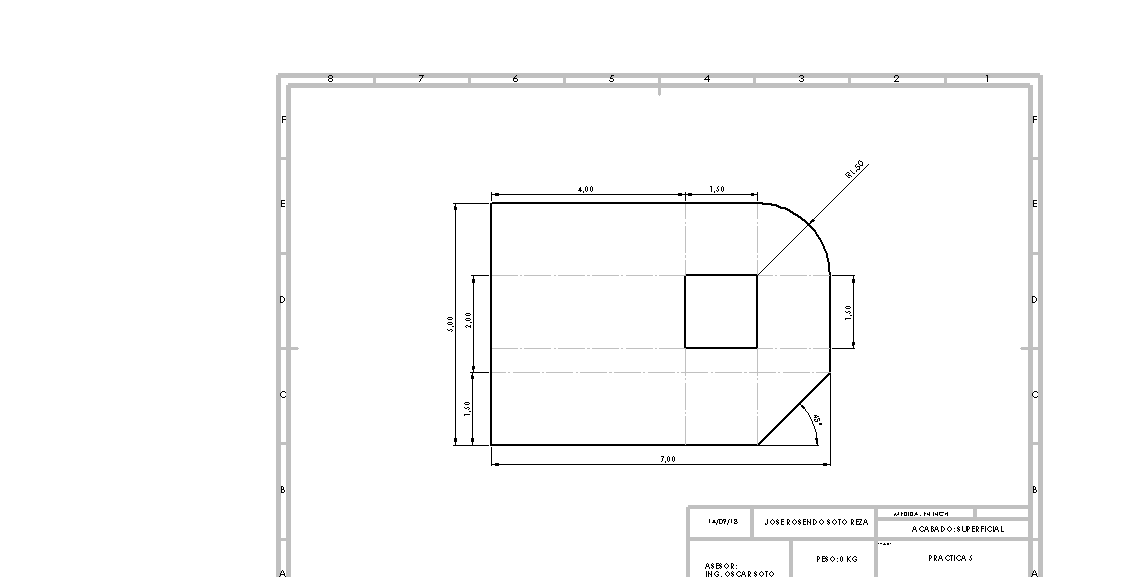 8 7 6 5 4 3 2 1
F F
R1,50
4,00 1,50
E E
D D
5,00 2,00 1,50
C C
1,50 45°
7,00
B B
14/09/18 JOSE ROSENDO SOTO REZA MEDIDA: EN INCH
ACABADO: SUPERFICIAL
PESO: 0 KG PRACTICA 5
ASESOR:
ING. OSCAR SOTO
A A